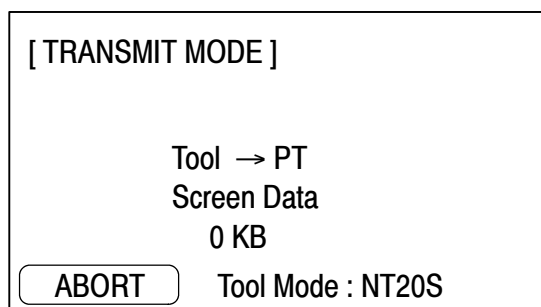 [ TRANSMIT MODE ]
Tool → PT
Screen Data
0 KB
ABORT Tool Mode : NT20S